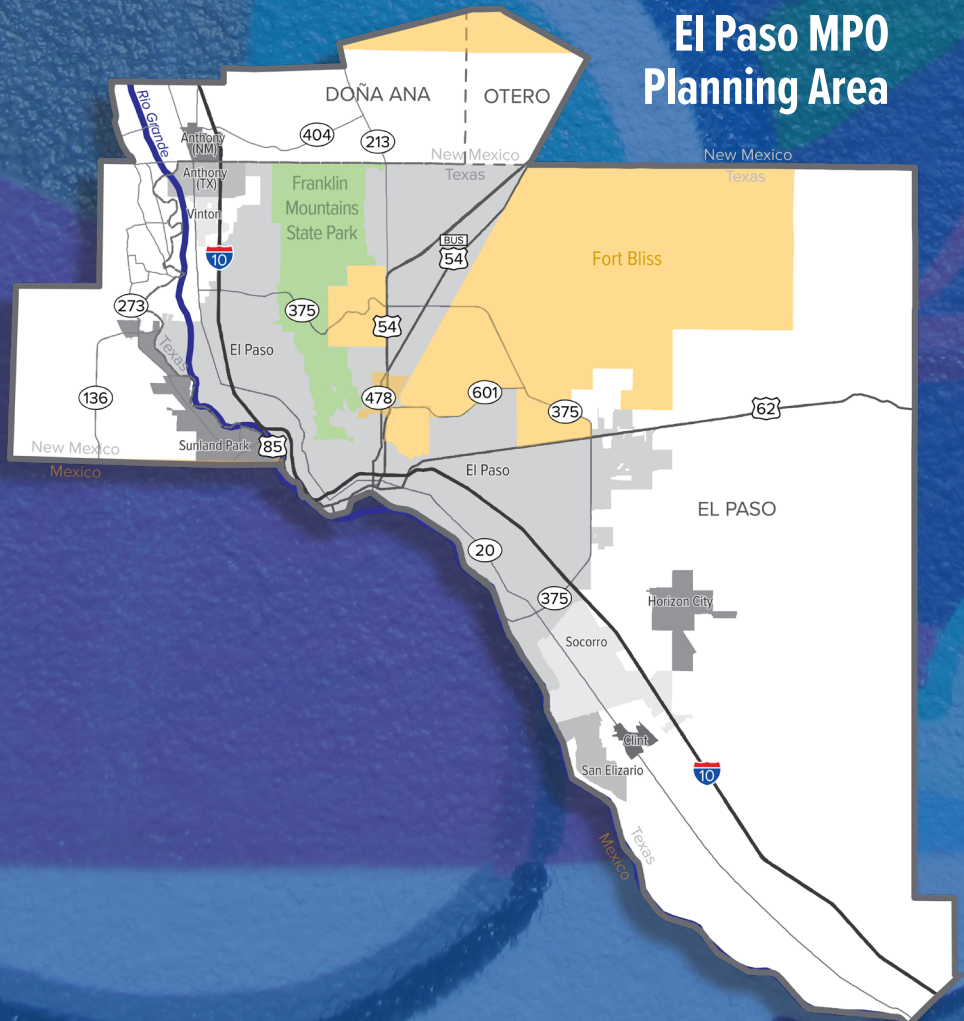 El Paso MPO
Planning Area
DOÑA ANA
OTERO
Rio Grande
Anthony
(NM)
404
213
New Mexico
Texas
New Mexico
Texas
Anthony
(TX)
Franklin
Mountains
State Park
Vinton
BUS
54
10
Fort Bliss
273
375
54
El Paso
Texas
136
478
601
375
62
New Mexico
Mexico
Sunland Park
85
El Paso
EL PASO
20
375
Horizon City
Socorro
Clint
San Elizario
10
Mexico
Texas